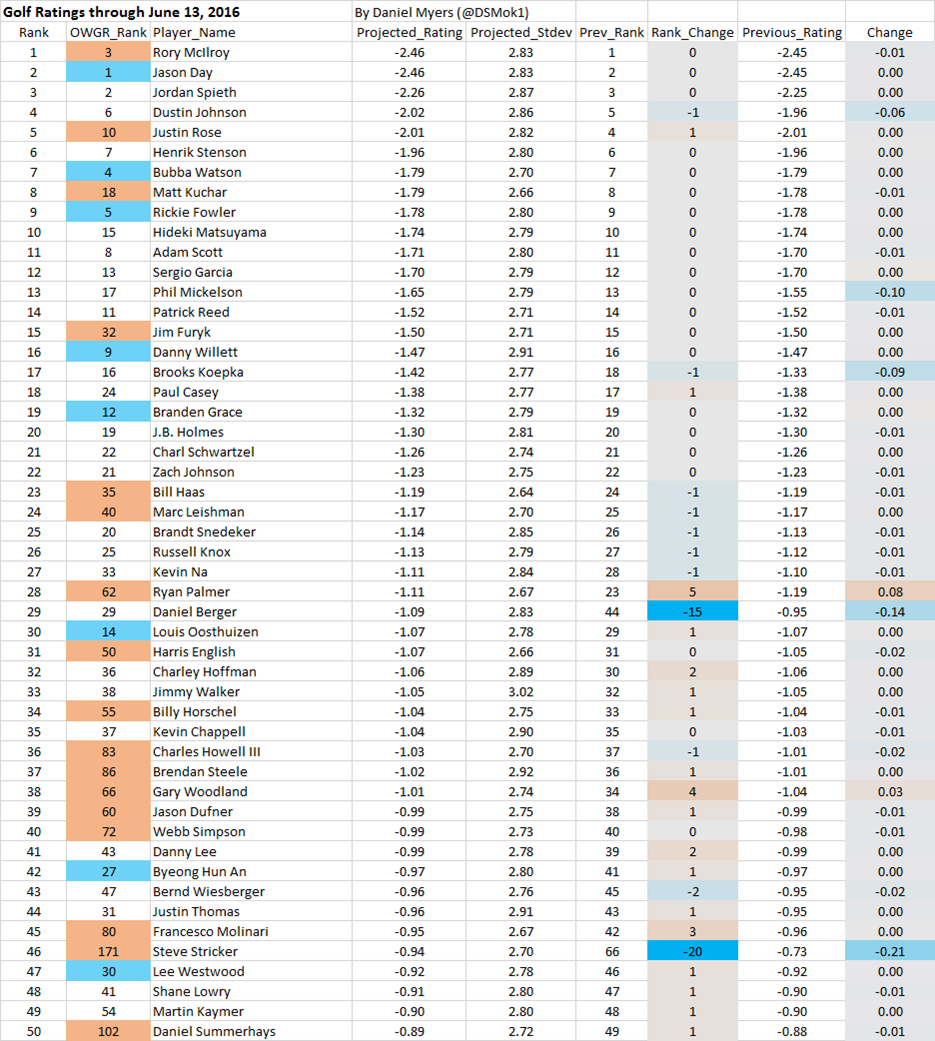 Golf Ratings through June 13, 2016 By Daniel Myers (@DSMok1)
Rank OWGR_Rank Player_Name Projected_Rating Projected_Stdev Prev_Rank Rank_Change Previous_Rating Change
1 3 Rory McIlroy -2.46 2.83 1 0 -2.45 -0.01
2 1 Jason Day -2.46 2.83 2 0 -2.45 0.00
3 2 Jordan Spieth -2.26 2.87 3 0 -2.25 0.00
4 6 Dustin Johnson -2.02 2.86 5 -1 -1.96 -0.06
5 10 Justin Rose -2.01 2.82 4 1 -2.01 0.00
6 7 Henrik Stenson -1.96 2.80 6 0 -1.96 0.00
7 4 Bubba Watson -1.79 2.70 7 0 -1.79 0.00
8 18 Matt Kuchar -1.79 2.66 8 0 -1.78 -0.01
9 5 Rickie Fowler -1.78 2.80 9 0 -1.78 0.00
10 15 Hideki Matsuyama -1.74 2.79 10 0 -1.74 0.00
11 8 Adam Scott -1.71 2.80 11 0 -1.70 -0.01
12 13 Sergio Garcia -1.70 2.79 12 0 -1.70 0.00
13 17 Phil Mickelson -1.65 2.79 13 0 -1.55 -0.10
14 11 Patrick Reed -1.52 2.71 14 0 -1.52 -0.01
15 32 Jim Furyk -1.50 2.71 15 0 -1.50 0.00
16 9 Danny Willett -1.47 2.91 16 0 -1.47 0.00
17 16 Brooks Koepka -1.42 2.77 18 -1 -1.33 -0.09
18 24 Paul Casey -1.38 2.77 17 1 -1.38 0.00
19 12 Branden Grace -1.32 2.79 19 0 -1.32 0.00
20 19 J.B. Holmes -1.30 2.81 20 0 -1.30 -0.01
21 22 Charl Schwartzel -1.26 2.74 21 0 -1.26 0.00
22 21 Zach Johnson -1.23 2.75 22 0 -1.23 -0.01
23 35 Bill Haas -1.19 2.64 24 -1 -1.19 -0.01
24 40 Marc Leishman -1.17 2.70 25 -1 -1.17 0.00
25 20 Brandt Snedeker -1.14 2.85 26 -1 -1.13 -0.01
26 25 Russell Knox -1.13 2.79 27 -1 -1.12 -0.01
27 33 Kevin Na -1.11 2.84 28 -1 -1.10 -0.01
28 62 Ryan Palmer -1.11 2.67 23 5 -1.19 0.08
29 29 Daniel Berger -1.09 2.83 44 -15 -0.95 -0.14
30 14 Louis Oosthuizen -1.07 2.78 29 1 -1.07 0.00
31 50 Harris English -1.07 2.66 31 0 -1.05 -0.02
32 36 Charley Hoffman -1.06 2.89 30 2 -1.06 0.00
33 38 Jimmy Walker -1.05 3.02 32 1 -1.05 0.00
34 55 Billy Horschel -1.04 2.75 33 1 -1.04 -0.01
35 37 Kevin Chappell -1.04 2.90 35 0 -1.03 -0.01
36 83 Charles Howell III -1.03 2.70 37 -1 -1.01 -0.02
37 86 Brendan Steele -1.02 2.92 36 1 -1.01 0.00
38 66 Gary Woodland -1.01 2.74 34 4 -1.04 0.03
39 60 Jason Dufner -0.99 2.84 38 1 -0.99 -0.01
40 72 Webb Simpson -0.99 2.73 40 0 -0.98 -0.01
41 43 Danny Lee -0.99 2.78 39 2 -0.99 0.00
42 27 Byeong Hun An -0.97 2.80 41 1 -0.97 0.00
43 47 Bernd Wiesberger -0.96 2.76 45 -2 -0.95 -0.02
44 31 Justin Thomas -0.96 2.91 43 1 -0.95 0.00
45 80 Francesco Molinari -0.95 2.67 42 3 -0.96 0.00
46 171 Steve Stricker -0.94 2.70 66 -20 -0.73 -0.21
47 30 Lee Westwood -0.92 2.78 46 1 -0.92 0.00
48 41 Shane Lowry -0.91 2.80 47 1 -0.90 -0.01
49 54 Martin Kaymer -0.90 2.80 48 1 -0.90 0.00
50 102 Daniel Summerhays -0.89 2.72 49 1 -0.88 -0.01